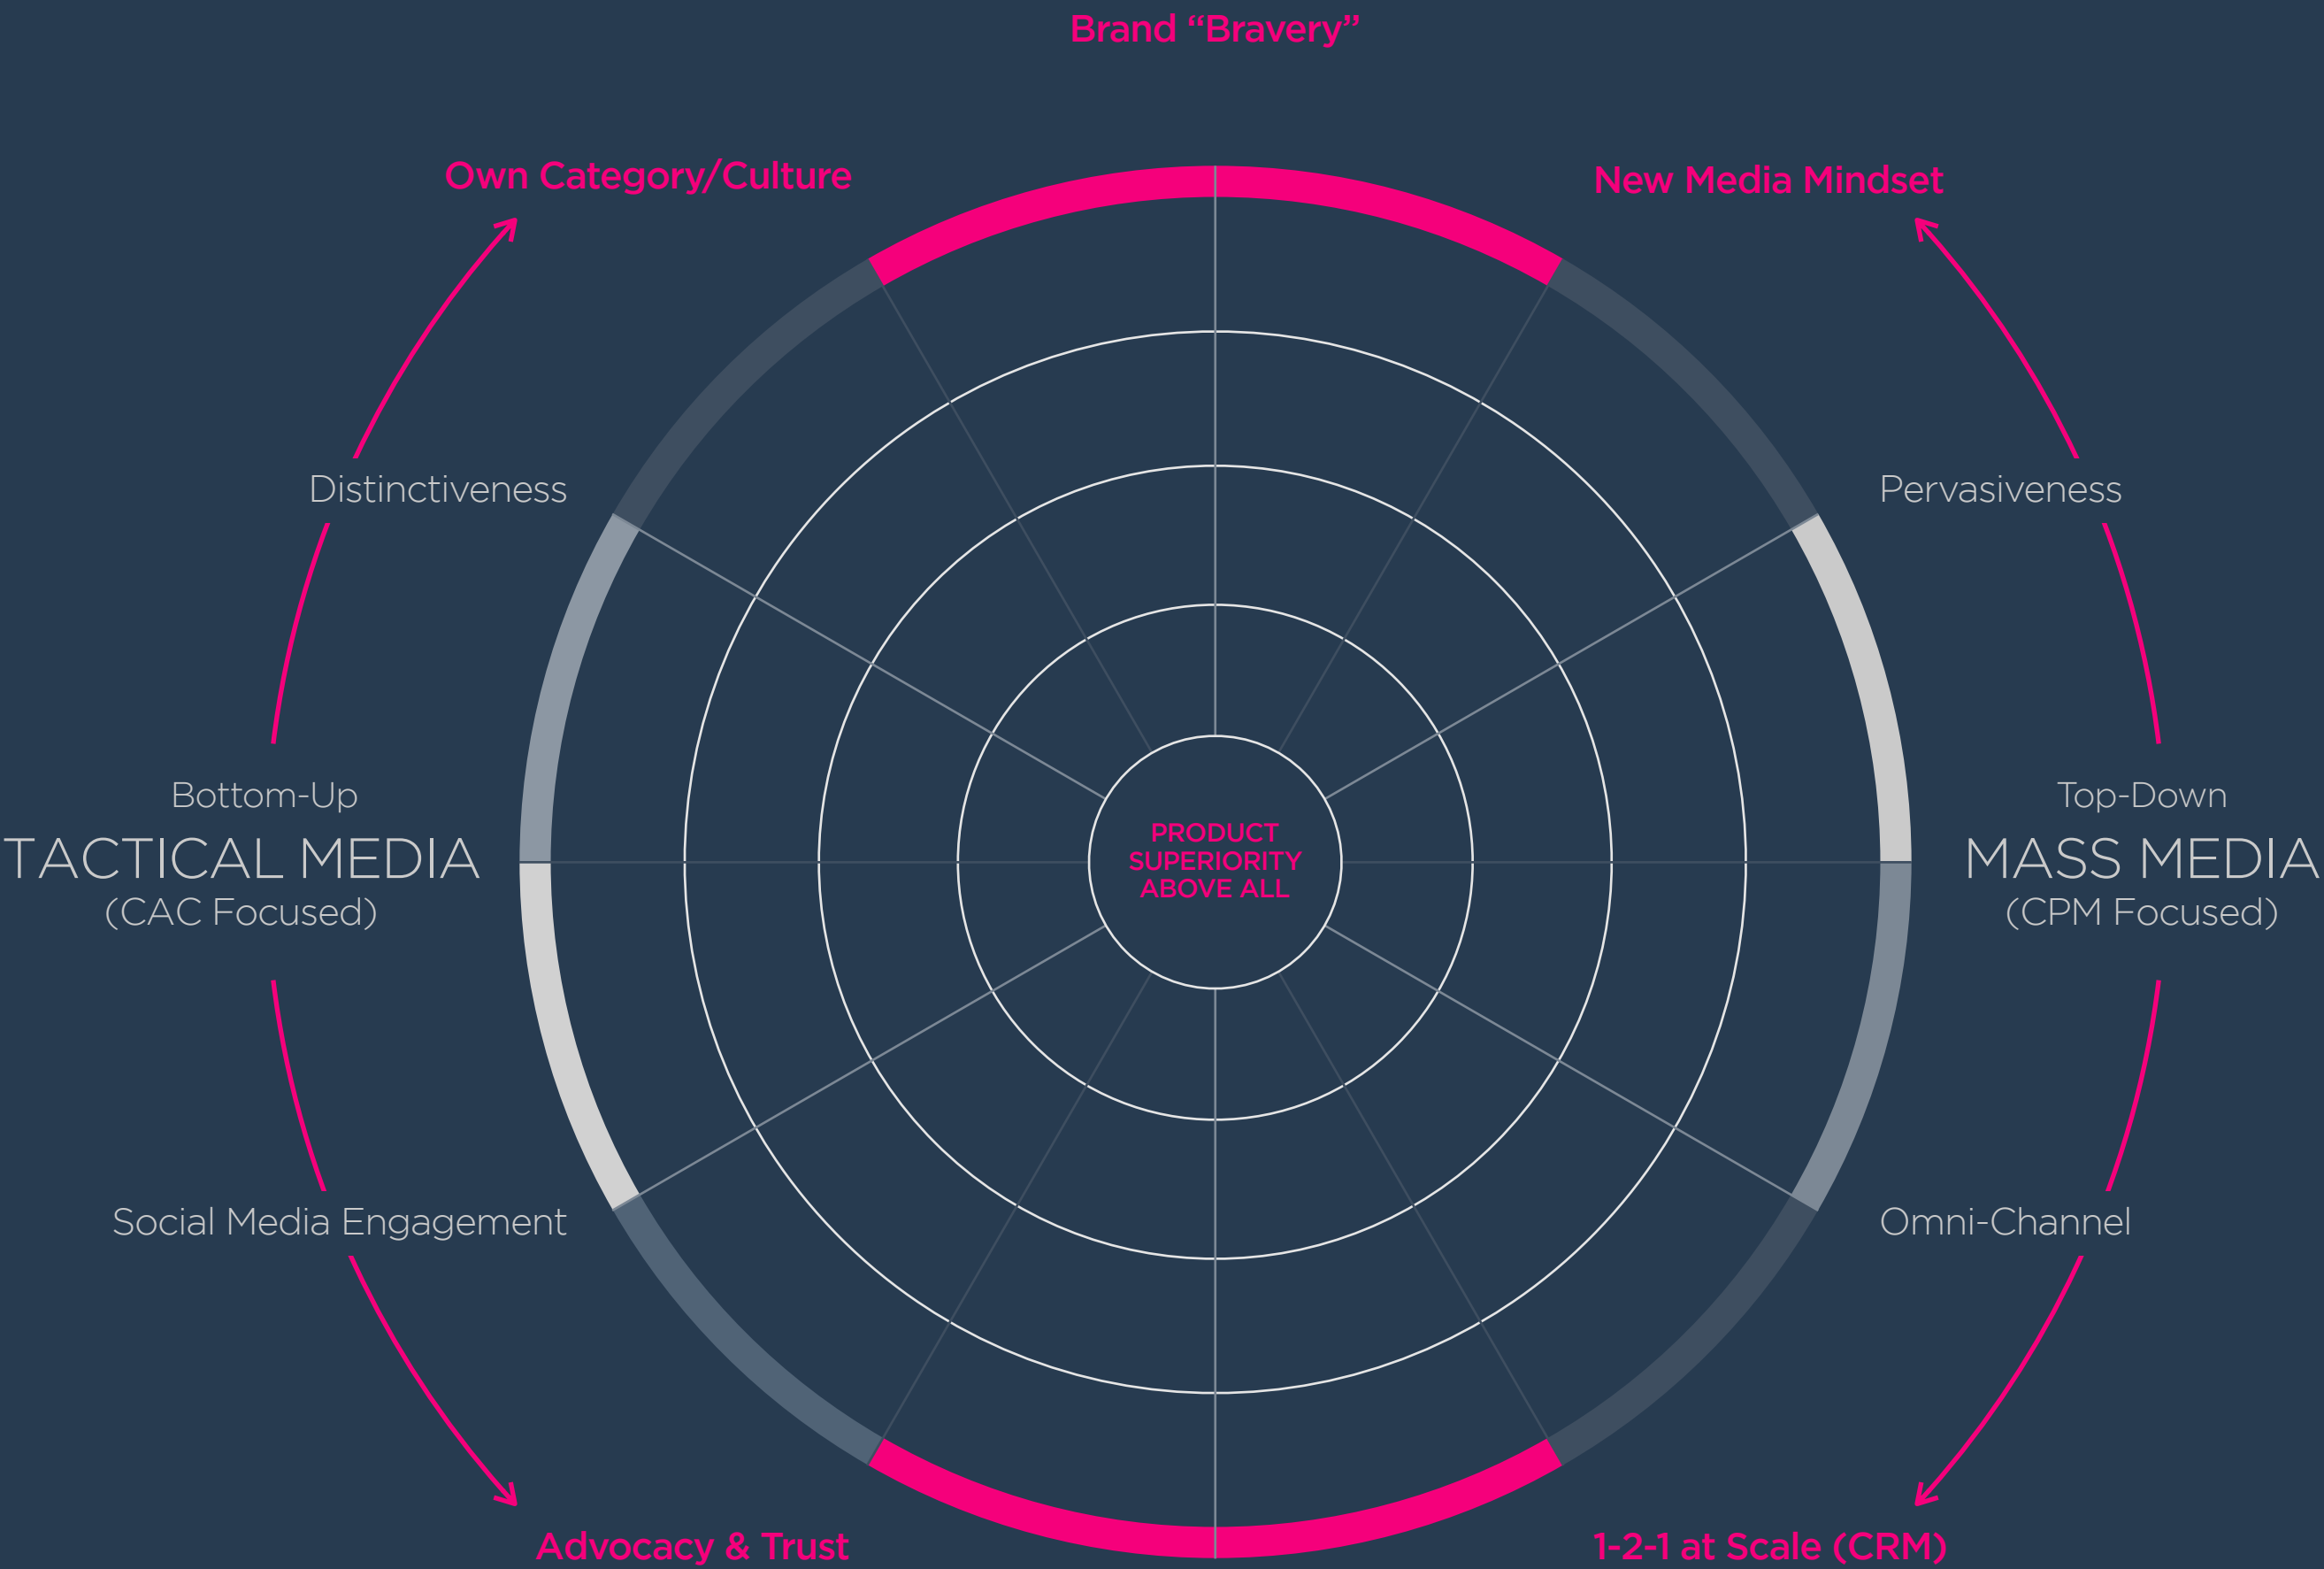 Brand “Bravery”
Own Category/Culture
New Media Mindset
Distinctiveness
Pervasiveness
Bottom-Up
TACTICAL MEDIA
(CAC Focused)
PRODUCT
SUPERIORITY
ABOVE ALL
Top-Down
MASS MEDIA
(CPM Focused)
Social Media Engagement
Omni-Channel
Advocacy & Trust
1-2-1 at Scale (CRM)